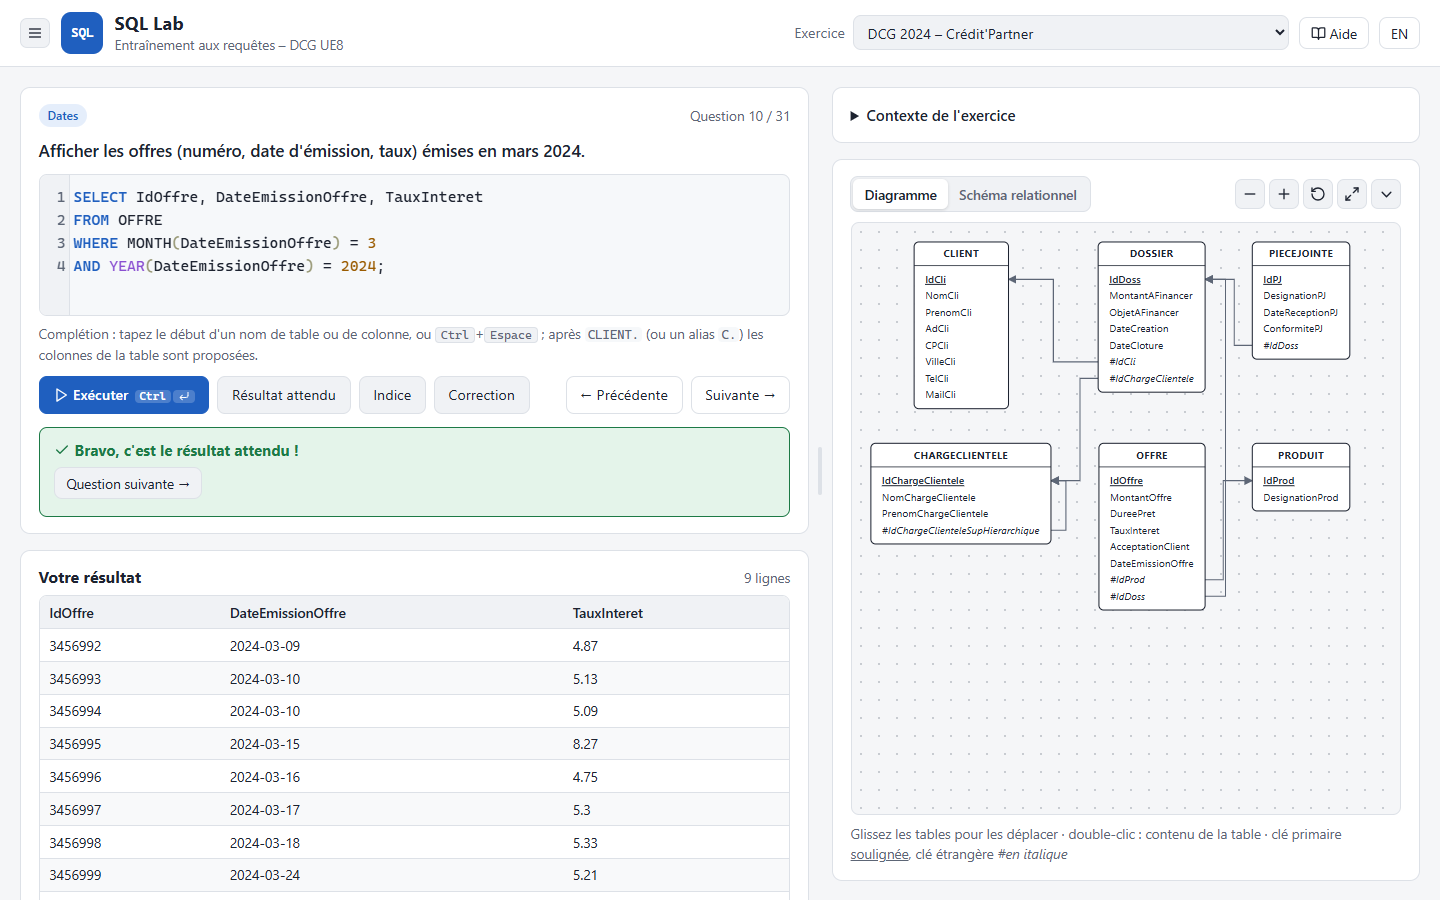 SQL
SQL Lab
Entraînement aux requêtes – DCG UE8
Exercice
DCG 2024 – Crédit'Partner
Aide
EN
Dates
Question 10 / 31
Afficher les offres (numéro, date d'émission, taux) émises en mars 2024.
1 SELECT IdOffre, DateEmissionOffre, TauxInteret
2 FROM OFFRE
3 WHERE MONTH(DateEmissionOffre) = 3
4 AND YEAR(DateEmissionOffre) = 2024;
Complétion : tapez le début d'un nom de table ou de colonne, ou Ctrl+Espace ; après CLIENT. (ou un alias C.) les
colonnes de la table sont proposées.
Exécuter Ctrl ↵
Résultat attendu
Indice
Correction
← Précédente
Suivante →
✓ Bravo, c'est le résultat attendu !
Question suivante →
Votre résultat
9 lignes
IdOffre DateEmissionOffre TauxInteret
3456992 2024-03-09 4.87
3456993 2024-03-10 5.13
3456994 2024-03-10 5.09
3456995 2024-03-15 8.27
3456996 2024-03-16 4.75
3456997 2024-03-17 5.3
3456998 2024-03-18 5.33
3456999 2024-03-24 5.21
▶ Contexte de l'exercice
Diagramme
Schéma relationnel
CLIENT
IdCli
NomCli
PrenomCli
AdCli
CPCli
VilleCli
TelCli
MailCli
DOSSIER
IdDoss
MontantAFinancer
ObjetAFinancer
DateCreation
DateCloture
#IdCli
#IdChargeClientele
PIECEJOINTE
IdPJ
DesignationPJ
DateReceptionPJ
ConformitePJ
#IdDoss
CHARGECLIENTELE
IdChargeClientele
NomChargeClientele
PrenomChargeClientele
#IdChargeClienteleSupHierarchique
OFFRE
IdOffre
MontantOffre
DureePret
TauxInteret
AcceptationClient
DateEmissionOffre
#IdProd
#IdDoss
PRODUIT
IdProd
DesignationProd
Glissez les tables pour les déplacer · double-clic : contenu de la table · clé primaire
soulignée, clé étrangère #en italique